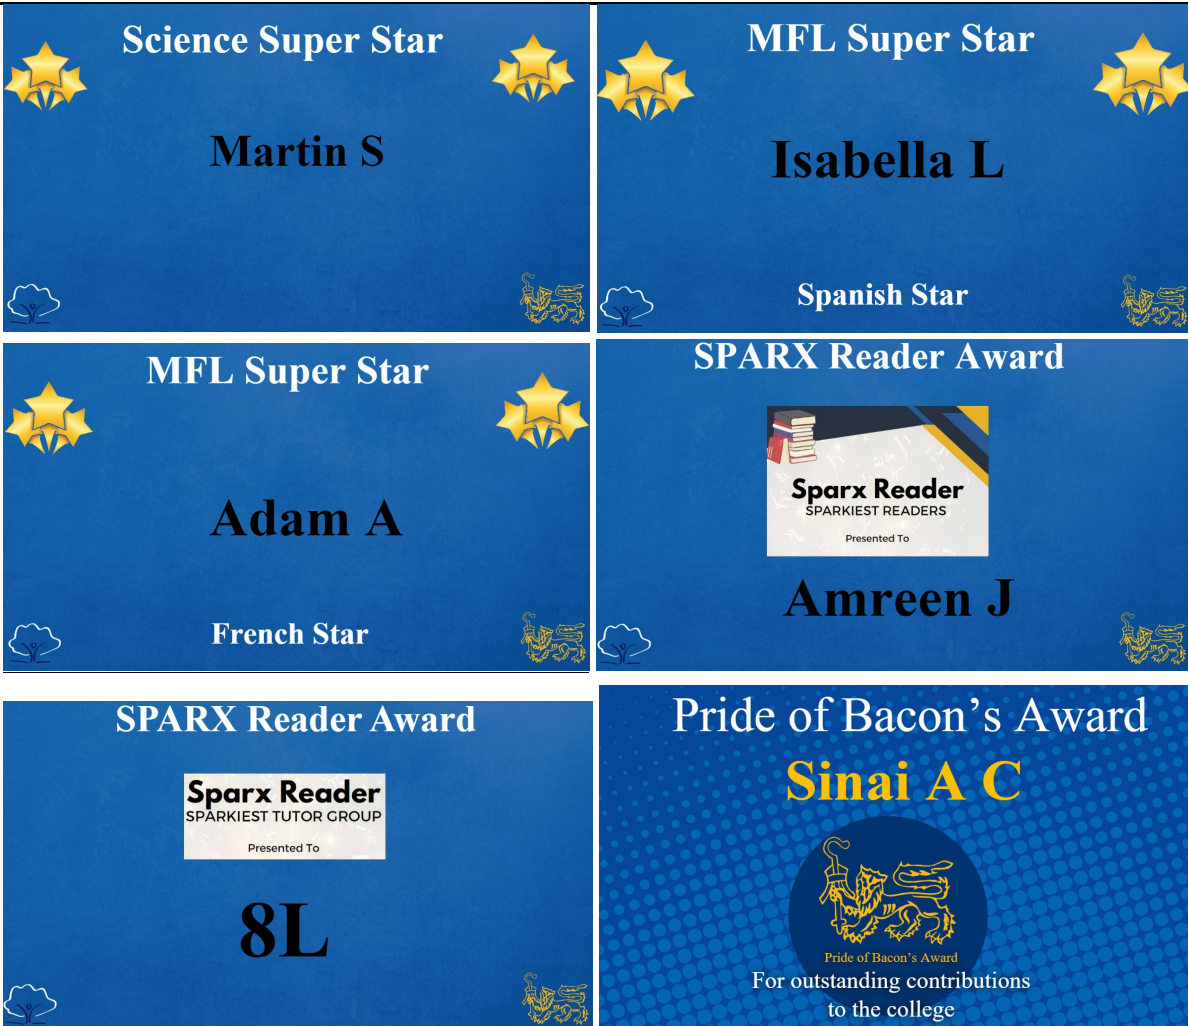 Science Super Star
Martin S
MFL Super Star
Isabella L
Spanish Star
MFL Super Star
Adam A
French Star
SPARX Reader Award
Sparx Reader
SPARKIEST READERS
Presented To
Amreen J
SPARX Reader Award
Sparx Reader
SPARKIEST TUTOR GROUP
Presented To
8L
Pride of Bacon’s Award
Sinai A C
Pride of Bacon’s Award
For outstanding contributions
to the college